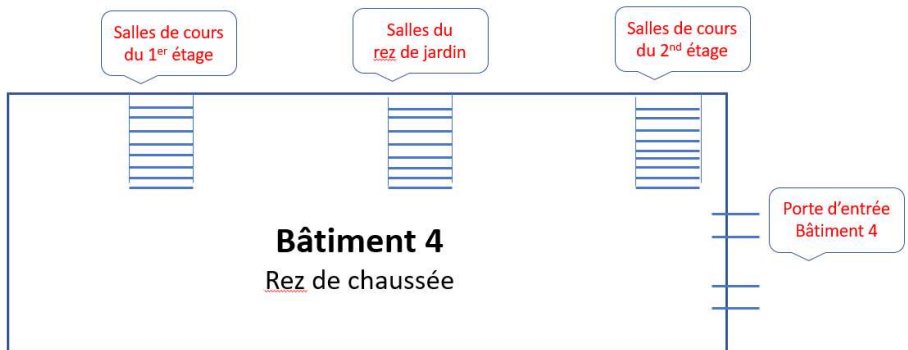 Salles de cours
du 1er étage
Salles du
rez de jardin
Salles de cours
du 2nd étage
Porte d’entrée
Bâtiment 4
Bâtiment 4
Rez de chaussée